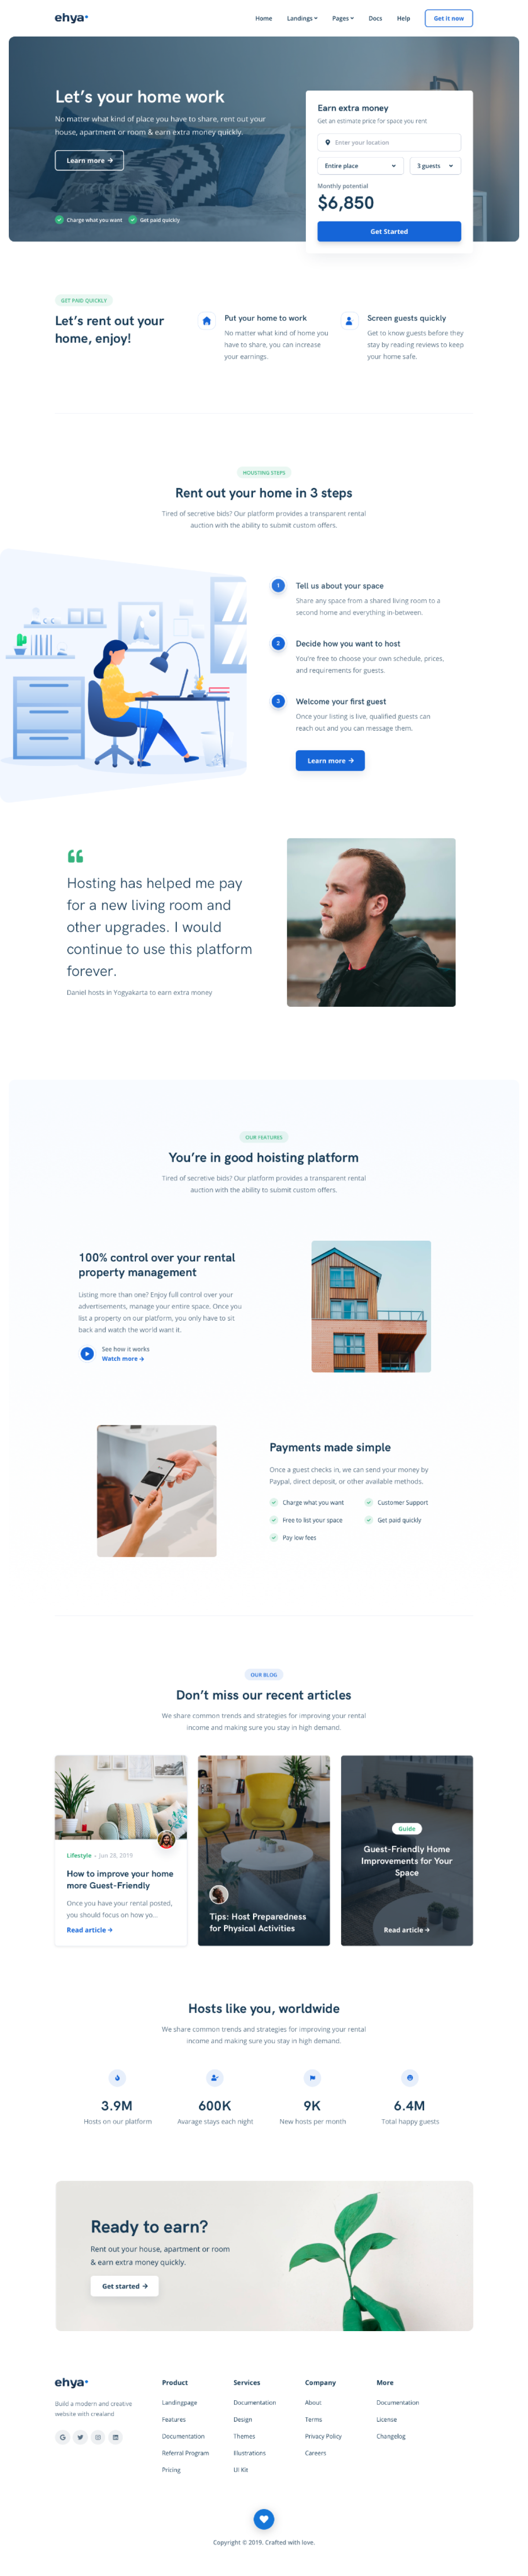 ehya
Home Landings Pages Docs Help Get it now
Let's your home work
No matter what kind of place you have to share, rent out your
house, apartment or room & earn extra money quickly.
Learn more →
Charge what you want Get paid quickly
Earn extra money
Get an estimate price for space you rent
Enter your location
Entire place 3 guests
Monthly potential
$6,850
Get Started
GET PAID QUICKLY
Let's rent out your
home, enjoy!
Put your home to work
No matter what kind of home you
have to share, you can increase
your earnings.
Screen guests quickly
Get to know guests before they
stay by reading reviews to keep
your home safe.
HOUSTING STEPS
Rent out your home in 3 steps
Tired of secretive bids? Our platform provides a transparent rental
auction with the ability to submit custom offers.
1 Tell us about your space
Share any space from a shared living room to a
second home and everything in-between.
2 Decide how you want to host
You're free to choose your own schedule, prices,
and requirements for guests.
3 Welcome your first guest
Once your listing is live, qualified guests can
reach out and you can message them.
Learn more →
Hosting has helped me pay
for a new living room and
other upgrades. I would
continue to use this platform
forever.
Daniel hosts in Yogyakarta to earn extra money
OUR FEATURES
You're in good hoisting platform
Tired of secretive bids? Our platform provides a transparent rental
auction with the ability to submit custom offers.
100% control over your rental
property management
Listing more than one? Enjoy full control over your
advertisements, manage your entire space. Once you
list a property on our platform, you only have to sit
back and watch the world want it.
See how it works
Watch more →
Payments made simple
Once a guest checks in, we can send your money by
Paypal, direct deposit, or other available methods.
Charge what you want Customer Support
Free to list your space Get paid quickly
Pay low fees
OUR BLOG
Don't miss our recent articles
We share common trends and strategies for improving your rental
income and making sure you stay in high demand.
Lifestyle • Jun 28, 2019
How to improve your home
more Guest-Friendly
Once you have your rental posted,
you should focus on how yo...
Read article →
Tips: Host Preparedness
for Physical Activities
Guide
Guest-Friendly Home
Improvements for Your
Space
Read article →
Hosts like you, worldwide
We share common trends and strategies for improving your rental
income and making sure you stay in high demand.
3.9M 600K 9K 6.4M
Hosts on our platform Avarage stays each night New hosts per month Total happy guests
Ready to earn?
Rent out your house, apartment or room
& earn extra money quickly.
Get started →
ehya
Build a modern and creative
website with crealand
Product
Landingpage
Features
Documentation
Referral Program
Pricing
Services
Documentation
Design
Themes
Illustrations
UI Kit
Company
About
Terms
Privacy Policy
Careers
More
Documentation
License
Changelog
Copyright © 2019. Crafted with love.